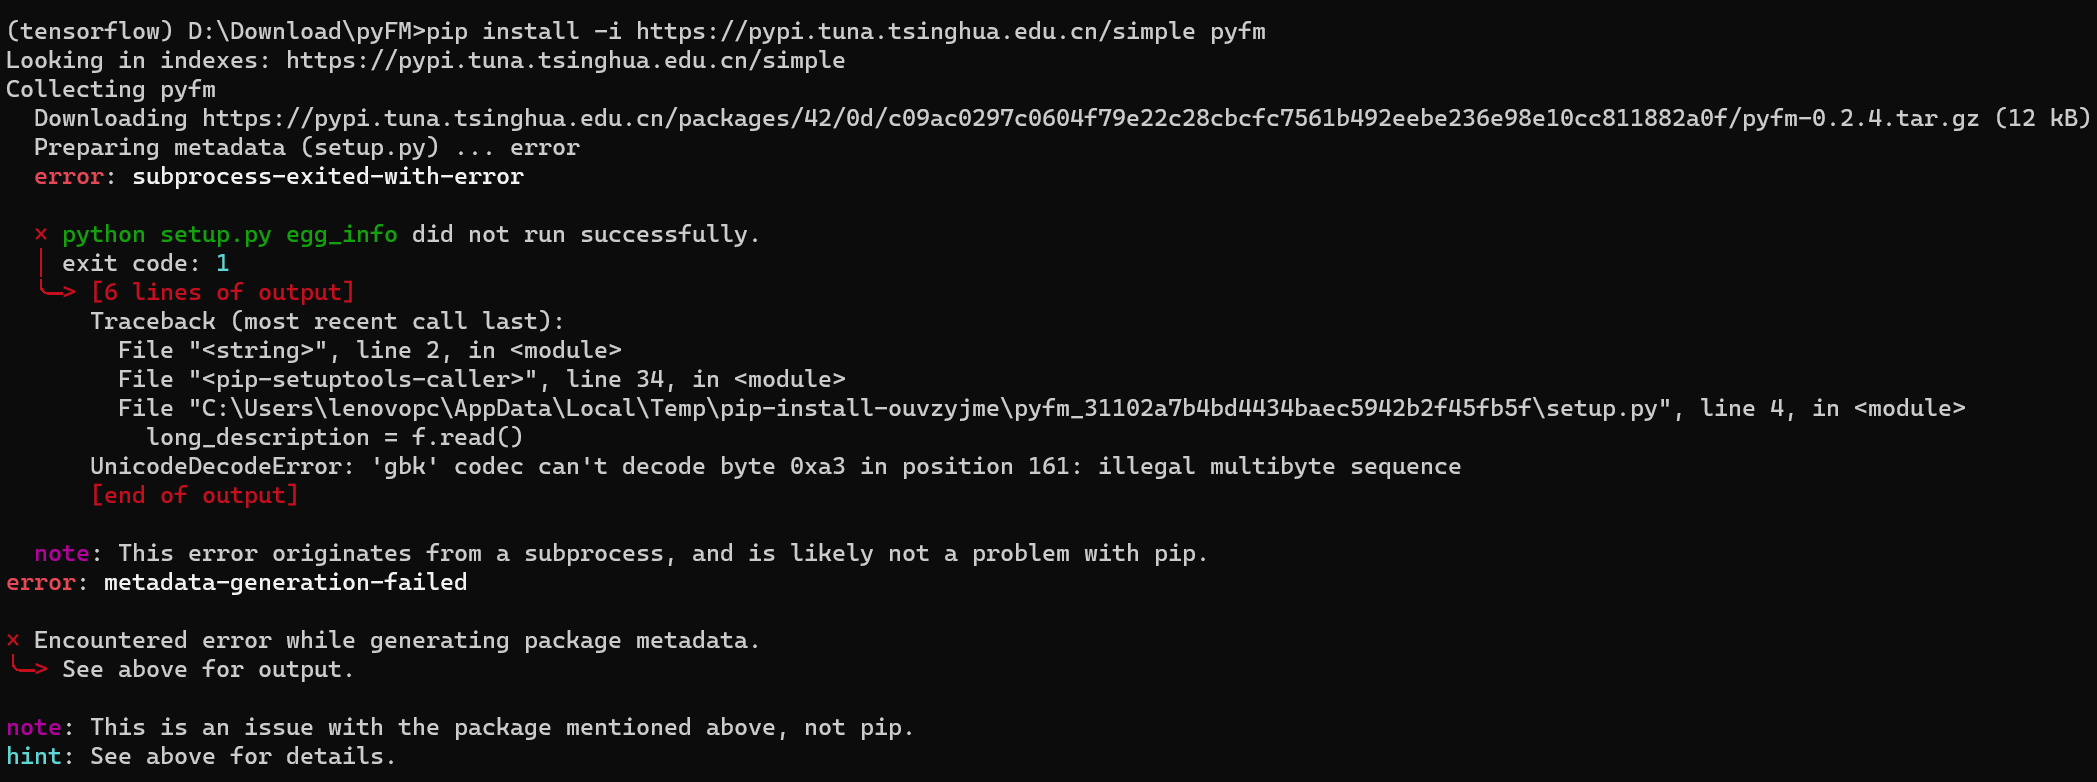 (tensorflow) D:\Download\pyFM>pip install -i https://pypi.tuna.tsinghua.edu.cn/simple pyfm
Looking in indexes: https://pypi.tuna.tsinghua.edu.cn/simple
Collecting pyfm
  Downloading https://pypi.tuna.tsinghua.edu.cn/packages/42/0d/c09ac0297c0604f79e22c28cbcfc7561b492eebe236e98e10cc811882a0f/pyfm-0.2.4.tar.gz (12 kB)
  Preparing metadata (setup.py) ... error
  error: subprocess-exited-with-error

  × python setup.py egg_info did not run successfully.
  │ exit code: 1
  ╰─> [6 lines of output]
      Traceback (most recent call last):
        File "<string>", line 2, in <module>
        File "<pip-setuptools-caller>", line 34, in <module>
        File "C:\Users\lenovopc\AppData\Local\Temp\pip-install-ouvzyjme\pyfm_31102a7b4bd4434baec5942b2f45fb5f\setup.py", line 4, in <module>
          long_description = f.read()
      UnicodeDecodeError: 'gbk' codec can't decode byte 0xa3 in position 161: illegal multibyte sequence
      [end of output]

  note: This error originates from a subprocess, and is likely not a problem with pip.
error: metadata-generation-failed

× Encountered error while generating package metadata.
╰─> See above for output.

note: This is an issue with the package mentioned above, not pip.
hint: See above for details.